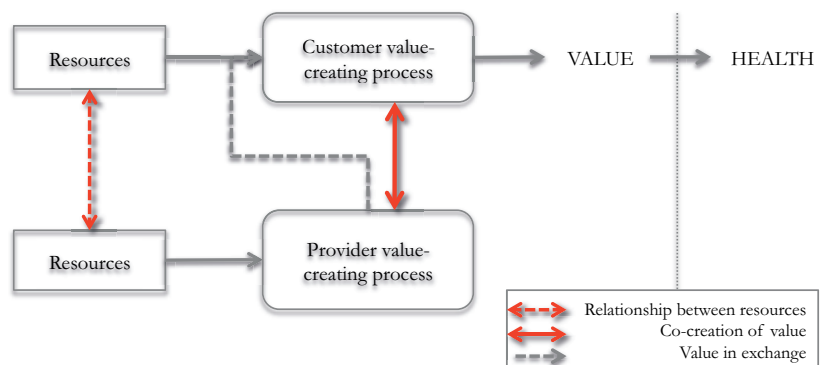 Resources
Customer value-
creating process
VALUE
HEALTH
Resources
Provider value-
creating process
Relationship between resources
Co-creation of value
Value in exchange